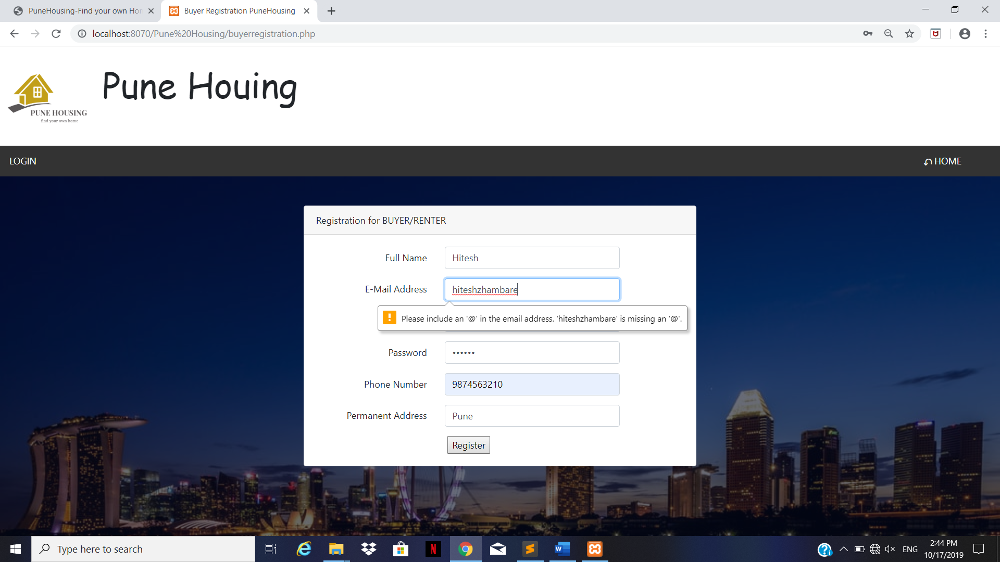 PuneHousing-Find your own Hor
Buyer Registration PuneHousing
localhost:8070/Pune%20Housing/buyerregistration.php
Pune Houing
PUNE HOUSING
find your own home
LOGIN
HOME
Registration for BUYER/RENTER
Full Name
Hitesh
E-Mail Address
hiteshzhambare
Please include an '@' in the email address. 'hiteshzhambare' is missing an '@'.
Password
••••••
Phone Number
9874563210
Permanent Address
Pune
Register
Type here to search
ENG
2:44 PM
10/17/2019